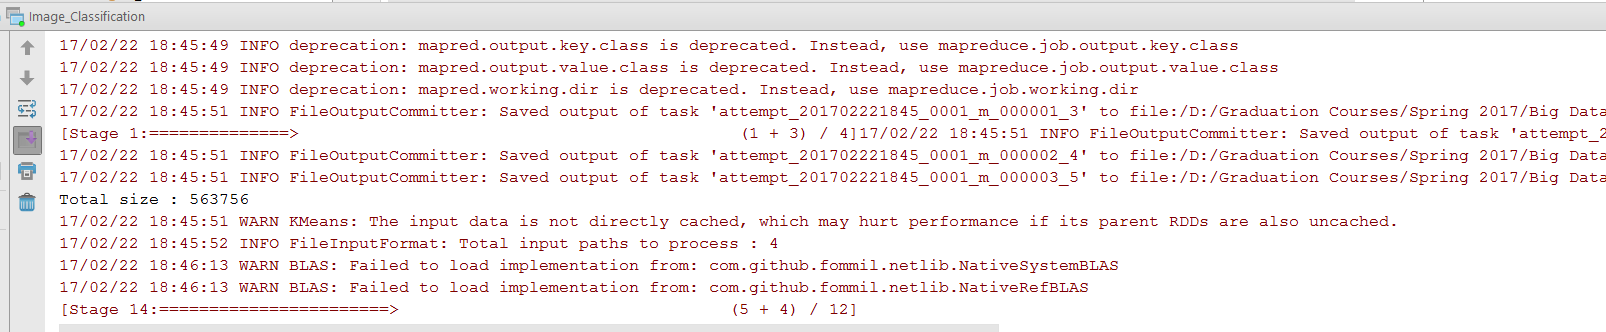 Image_Classification
17/02/22 18:45:49 INFO deprecation: mapred.output.key.class is deprecated. Instead, use mapreduce.job.output.key.class
17/02/22 18:45:49 INFO deprecation: mapred.output.value.class is deprecated. Instead, use mapreduce.job.output.value.class
17/02/22 18:45:49 INFO deprecation: mapred.working.dir is deprecated. Instead, use mapreduce.job.working.dir
17/02/22 18:45:51 INFO FileOutputCommitter: Saved output of task 'attempt_201702221845_0001_m_000001_3' to file:/D:/Graduation Courses/Spring 2017/Big Data
[Stage 1:==============> (1 + 3) / 4]17/02/22 18:45:51 INFO FileOutputCommitter: Saved output of task 'attempt_2
17/02/22 18:45:51 INFO FileOutputCommitter: Saved output of task 'attempt_201702221845_0001_m_000002_4' to file:/D:/Graduation Courses/Spring 2017/Big Data
17/02/22 18:45:51 INFO FileOutputCommitter: Saved output of task 'attempt_201702221845_0001_m_000003_5' to file:/D:/Graduation Courses/Spring 2017/Big Data
Total size : 563756
17/02/22 18:45:51 WARN KMeans: The input data is not directly cached, which may hurt performance if its parent RDDs are also uncached.
17/02/22 18:45:52 INFO FileInputFormat: Total input paths to process : 4
17/02/22 18:46:13 WARN BLAS: Failed to load implementation from: com.github.fommil.netlib.NativeSystemBLAS
17/02/22 18:46:13 WARN BLAS: Failed to load implementation from: com.github.fommil.netlib.NativeRefBLAS
[Stage 14:=======================> (5 + 4) / 12]